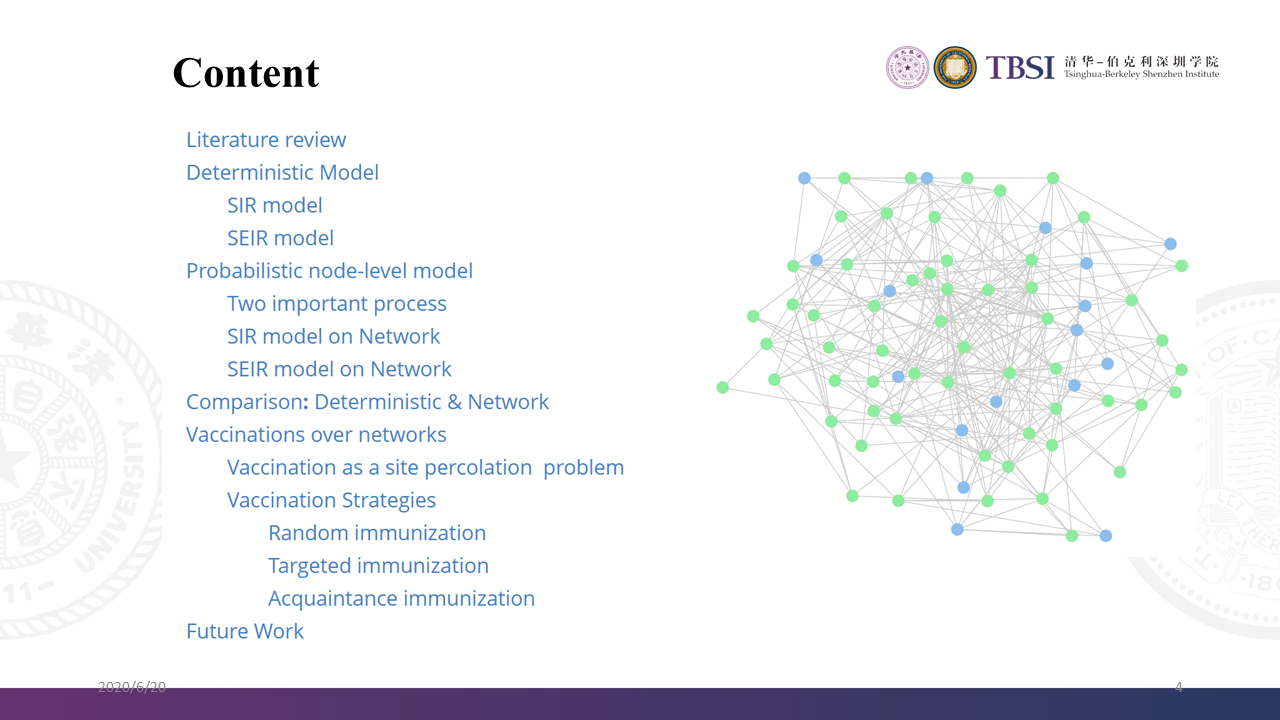 Content
TBSI 清华-伯克利深圳学院
Tsinghua-Berkeley Shenzhen Institute
Literature review
Deterministic Model
SIR model
SEIR model
Probabilistic node-level model
Two important process
SIR model on Network
SEIR model on Network
Comparison: Deterministic & Network
Vaccinations over networks
Vaccination as a site percolation  problem
Vaccination Strategies
Random immunization
Targeted immunization
Acquaintance immunization
Future Work
UNIVERSITY
11-
2020/6/20
4